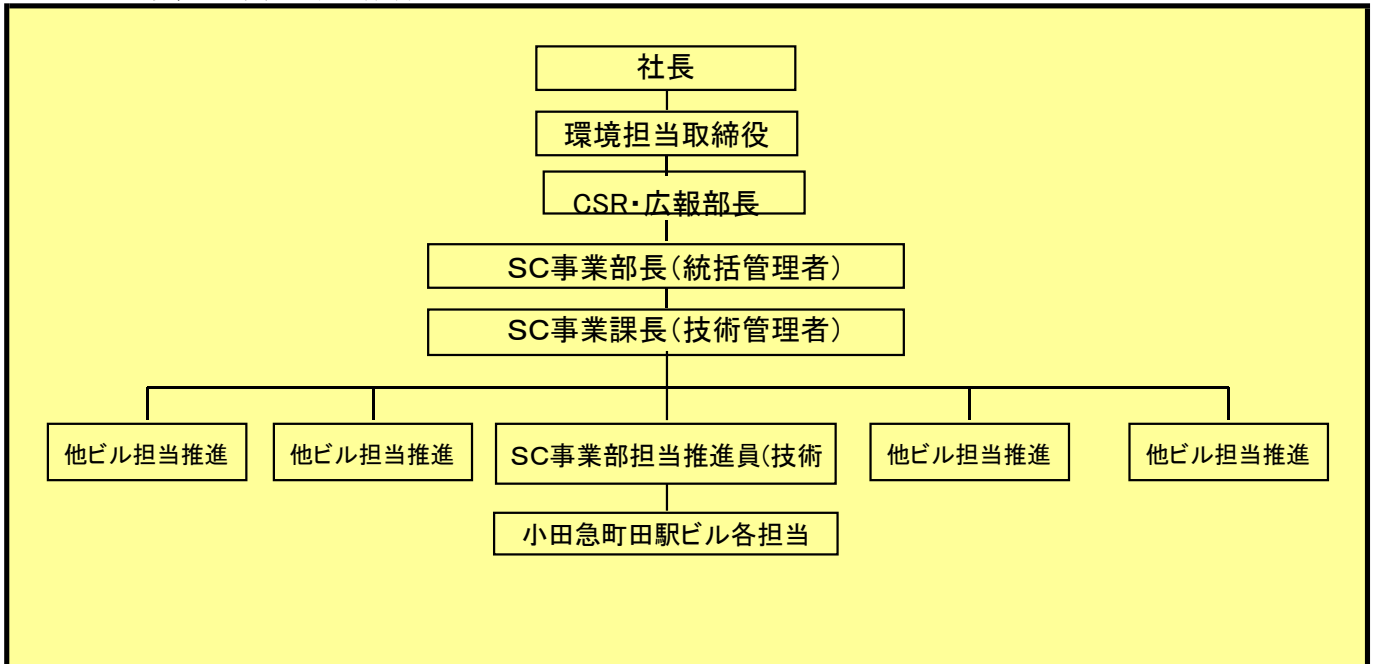 社長
環境担当取締役
CSR・広報部長
SC事業部長(統括管理者)
SC事業課長(技術管理者)
他ビル担当推進
他ビル担当推進
SC事業部担当推進員(技術
他ビル担当推進
他ビル担当推進
小田急町田駅ビル各担当